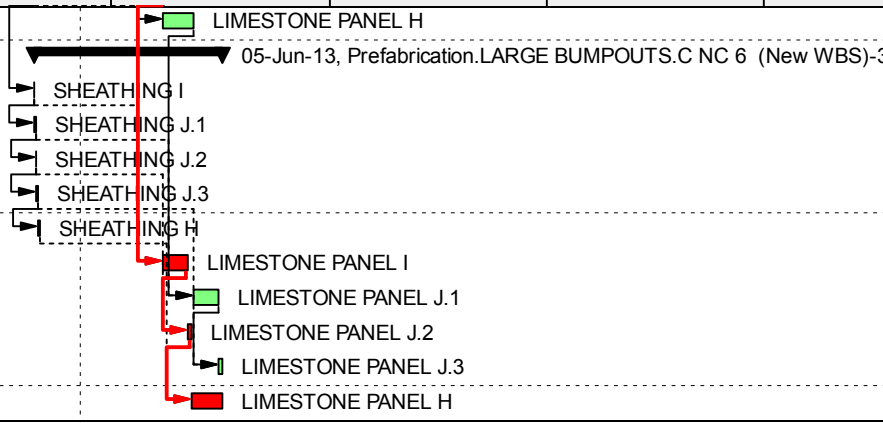 LIMESTONE PANEL H
05-Jun-13, Prefabrication.LARGE BUMPOUTS.C NC 6 (New WBS)-3
SHEATHING I
SHEATHING J.1
SHEATHING J.2
SHEATHING J.3
SHEATHING H
LIMESTONE PANEL I
LIMESTONE PANEL J.1
LIMESTONE PANEL J.2
LIMESTONE PANEL J.3
LIMESTONE PANEL H